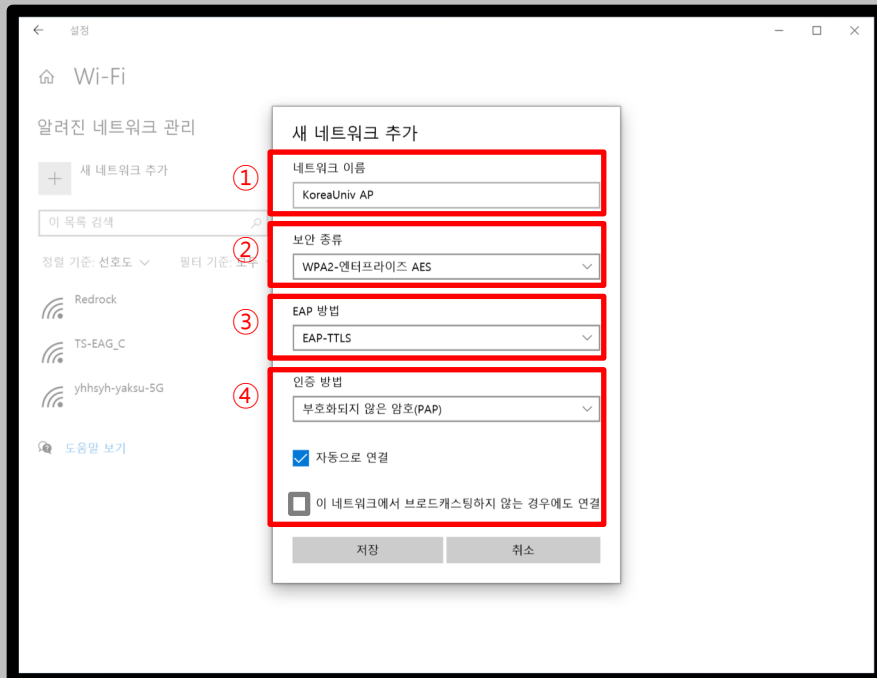 설정
Wi-Fi
알려진 네트워크 관리
새 네트워크 추가
이 목록 검색
정렬 기준: 선호도
필터 기준: 모두
Redrock
TS-EAG_C
yhhsyh-yaksu-5G
도움말 보기
새 네트워크 추가
①
네트워크 이름
KoreaUniv AP
②
보안 종류
WPA2-엔터프라이즈 AES
③
EAP 방법
EAP-TTLS
④
인증 방법
부호화되지 않은 암호(PAP)
자동으로 연결
이 네트워크에서 브로드캐스팅하지 않는 경우에도 연결
저장
취소